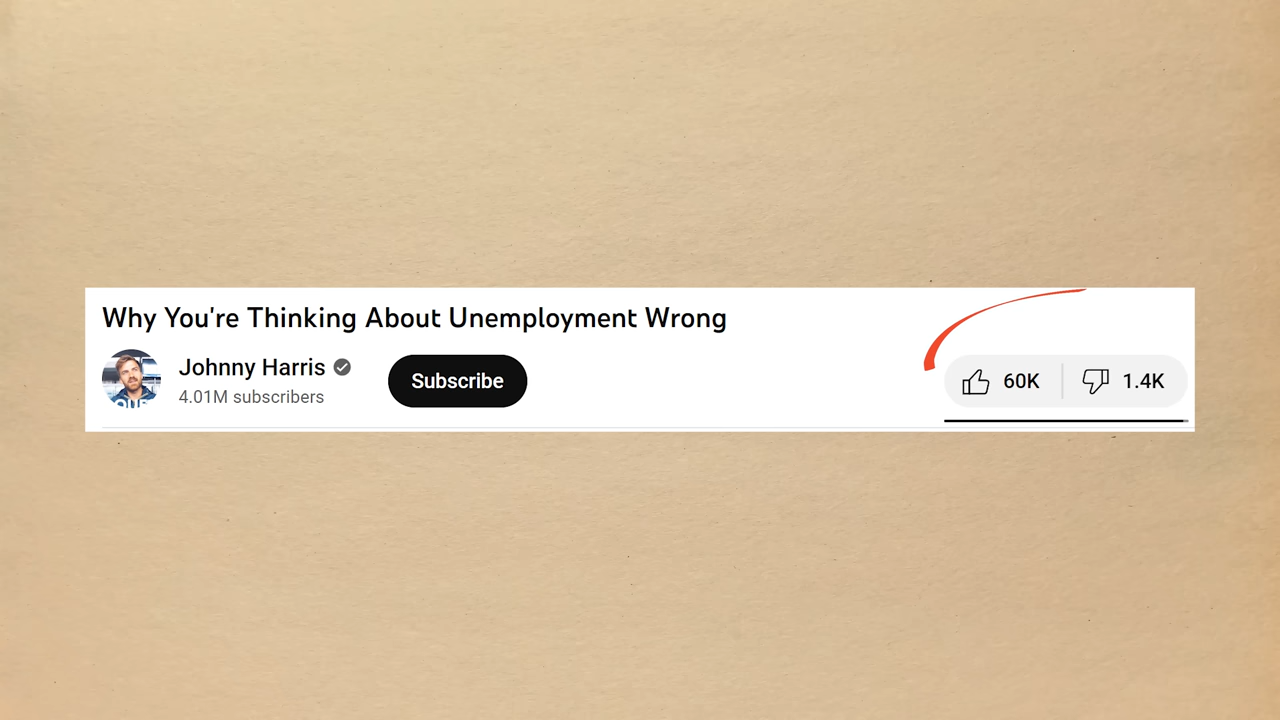 Why You're Thinking About Unemployment Wrong
Johnny Harris
4.01M subscribers
Subscribe
60K
1.4K